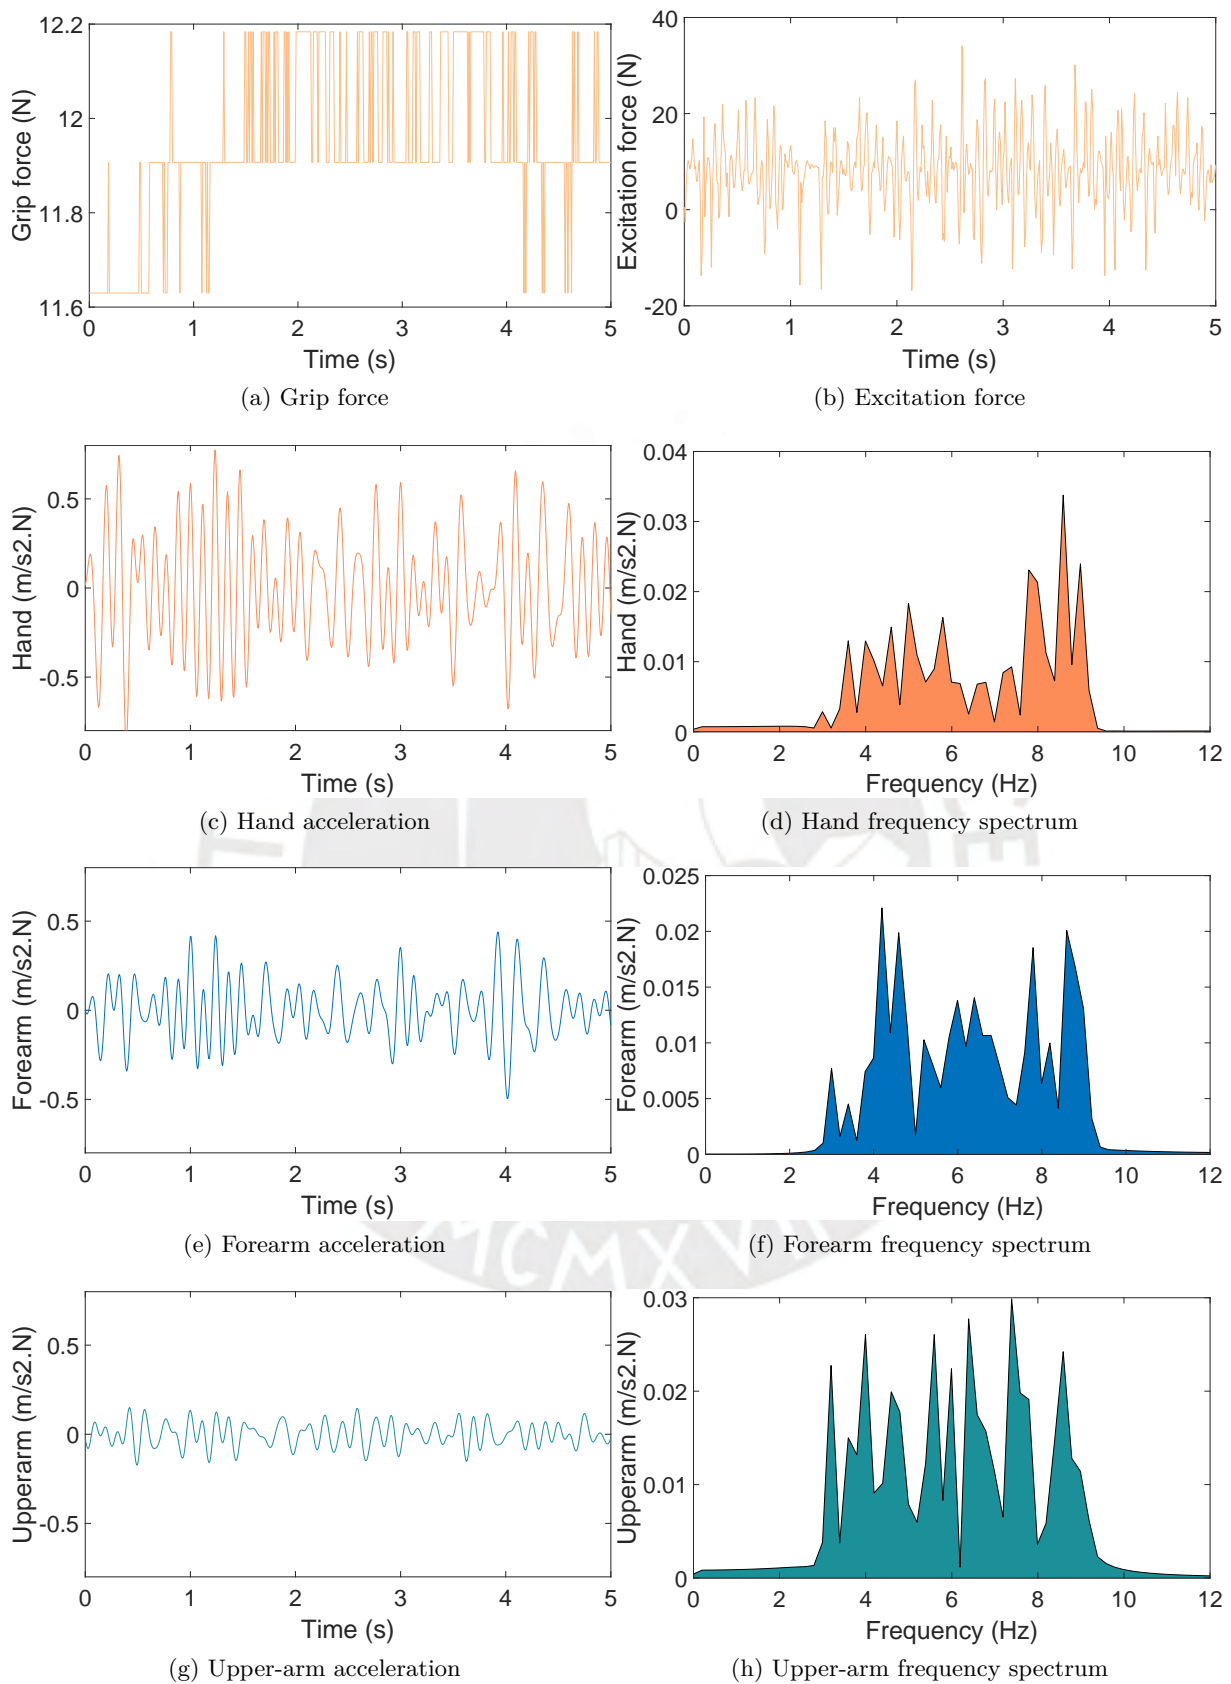 12.2
12
11.8
11.6
Grip force (N)
0 1 2 3 4 5
Time (s)
(a) Grip force
40
20
0
-20
Excitation force (N)
0 1 2 3 4 5
Time (s)
(b) Excitation force
0.5
0
-0.5
Hand (m/s2.N)
0 1 2 3 4 5
Time (s)
(c) Hand acceleration
0.04
0.03
0.02
0.01
0
Hand (m/s2.N)
0 2 4 6 8 10 12
Frequency (Hz)
(d) Hand frequency spectrum
0.5
0
-0.5
Forearm (m/s2.N)
0 1 2 3 4 5
Time (s)
(e) Forearm acceleration
0.025
0.02
0.015
0.01
0.005
0
Forearm (m/s2.N)
0 2 4 6 8 10 12
Frequency (Hz)
(f) Forearm frequency spectrum
MCMXVII
0.5
0
-0.5
Upperarm (m/s2.N)
0 1 2 3 4 5
Time (s)
(g) Upper-arm acceleration
0.03
0.02
0.01
0
Upperarm (m/s2.N)
0 2 4 6 8 10 12
Frequency (Hz)
(h) Upper-arm frequency spectrum